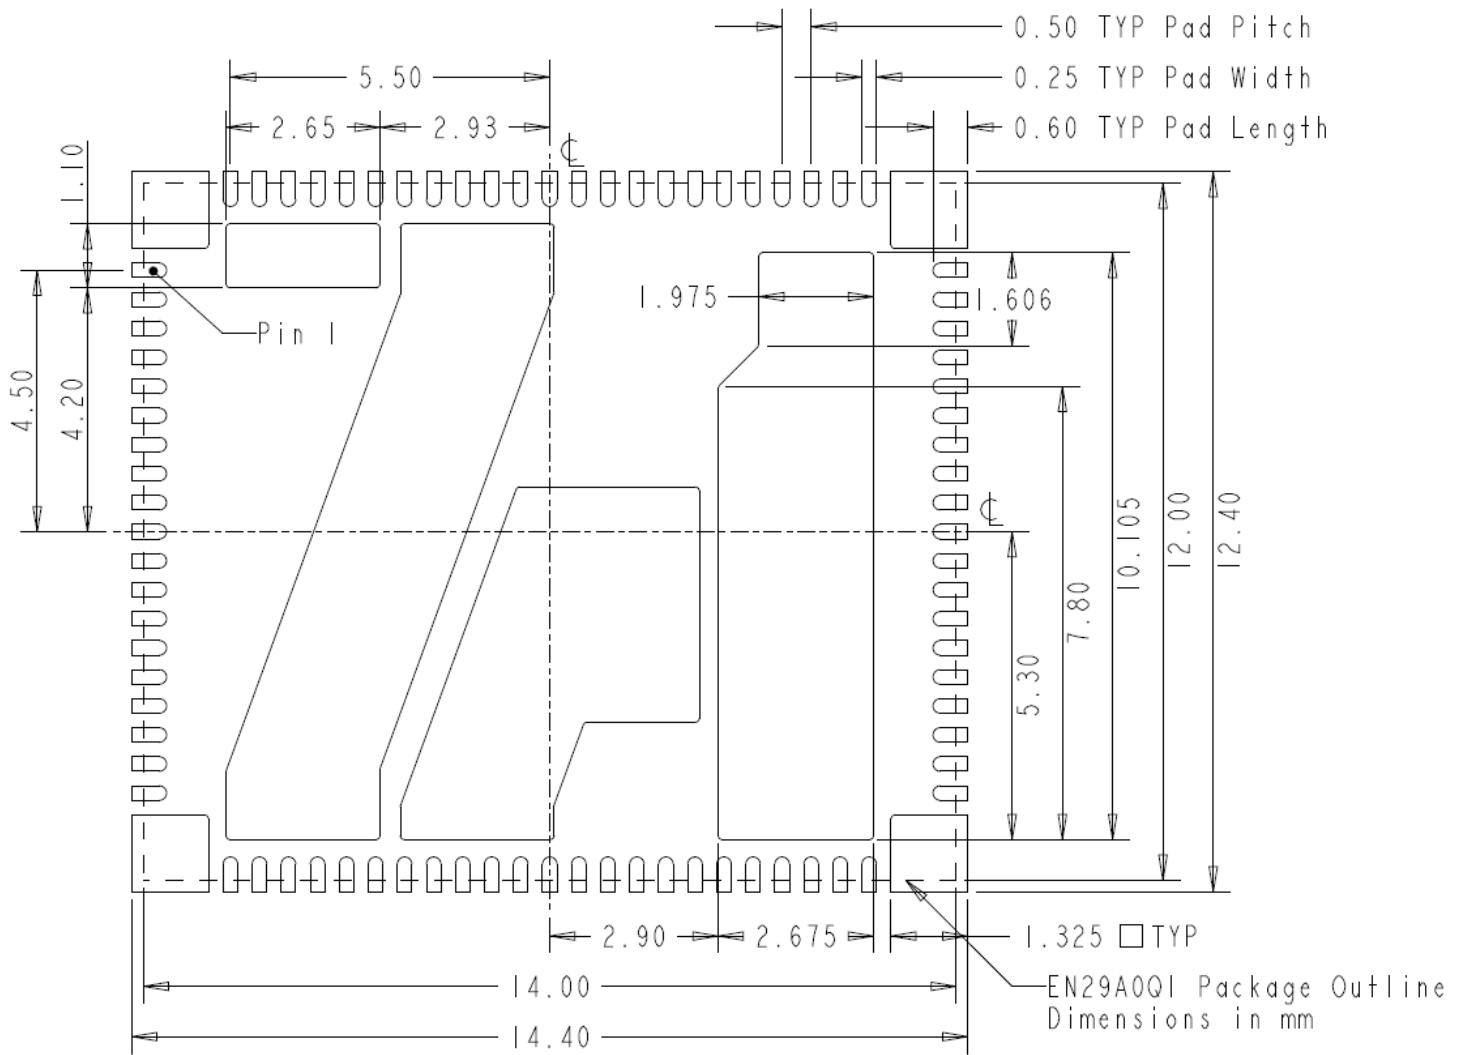 0.50 TYP Pad Pitch
5.50
0.25 TYP Pad Width
2.65
2.93
0.60 TYP Pad Length
1.10
℄
1.975
1.606
Pin 1
4.50
4.20
℄
10.105
12.00
12.40
7.80
5.30
2.90
2.675
1.325 □ TYP
14.00
EN29A0QI Package Outline
Dimensions in mm
14.40